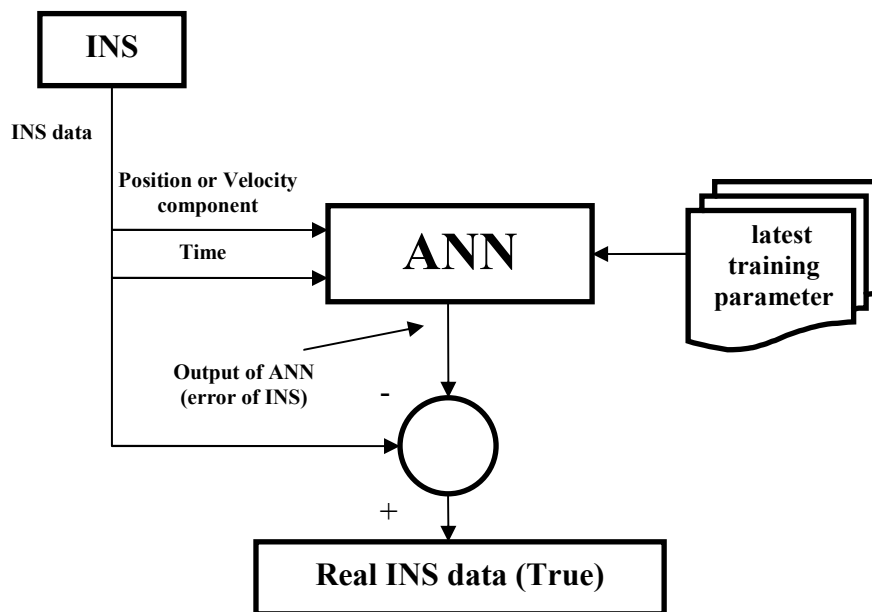 INS
INS data
Position or Velocity
component
Time
ANN
latest
training
parameter
Output of ANN
(error of INS)
-
+
Real INS data (True)